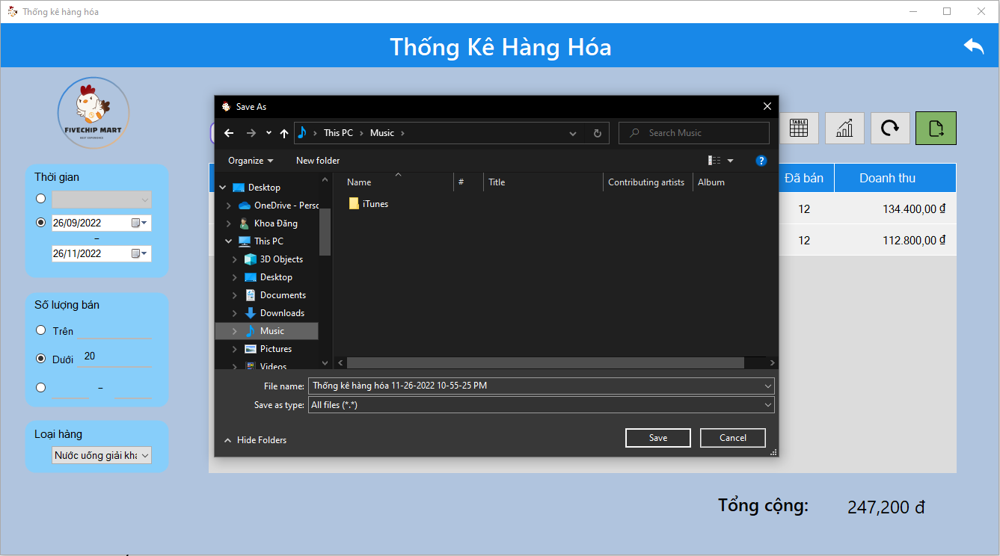 Thống kê hàng hóa
Thống Kê Hàng Hóa
FIVECHIP MART
BEST EXPERIENCE
Thời gian
26/09/2022
–
26/11/2022
Số lượng bán
Trên
Dưới 20
–
Loại hàng
Nước uống giải khá
Save As
This PC > Music >
Search Music
Organize
New folder
?
Desktop
OneDrive - Perso
Khoa Đăng
This PC
3D Objects
Desktop
Documents
Downloads
Music
Pictures
Videos
Name # Title Contributing artists Album
iTunes
File name: Thống kê hàng hóa 11-26-2022 10-55-25 PM
Save as type: All files (*.*)
Hide Folders
Save
Cancel
TABLE
Đã bán Doanh thu
12 134.400,00 ₫
12 112.800,00 ₫
Tổng cộng: 247,200 đ